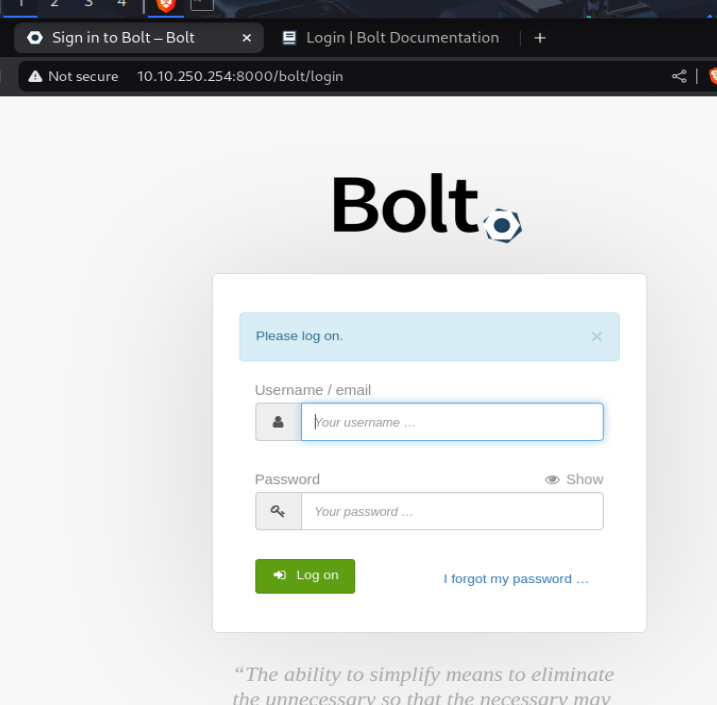 1 2 3 4
Sign in to Bolt – Bolt × Login | Bolt Documentation +
Not secure 10.10.250.254:8000/bolt/login
Bolt
Please log on. ×
Username / email
Your username …
Password Show
Your password …
Log on I forgot my password …
“The ability to simplify means to eliminate
the unnecessary so that the necessary may